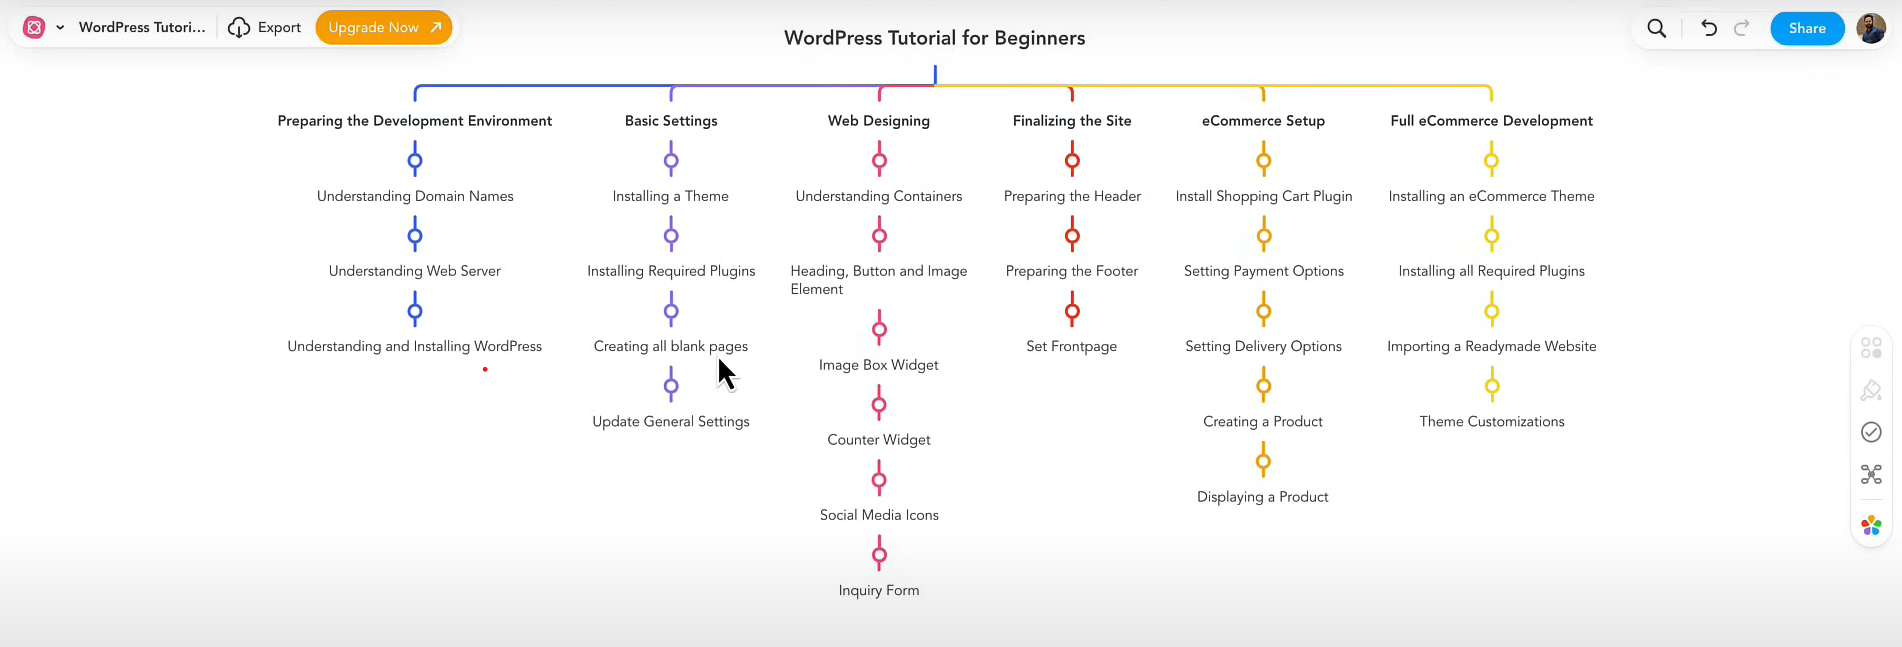 WordPress Tutori...
Export
Upgrade Now
Share
WordPress Tutorial for Beginners
Preparing the Development Environment
Understanding Domain Names
Understanding Web Server
Understanding and Installing WordPress
Basic Settings
Installing a Theme
Installing Required Plugins
Creating all blank pages
Update General Settings
Web Designing
Understanding Containers
Heading, Button and Image
Element
Image Box Widget
Counter Widget
Social Media Icons
Inquiry Form
Finalizing the Site
Preparing the Header
Preparing the Footer
Set Frontpage
eCommerce Setup
Install Shopping Cart Plugin
Setting Payment Options
Setting Delivery Options
Creating a Product
Displaying a Product
Full eCommerce Development
Installing an eCommerce Theme
Installing all Required Plugins
Importing a Readymade Website
Theme Customizations